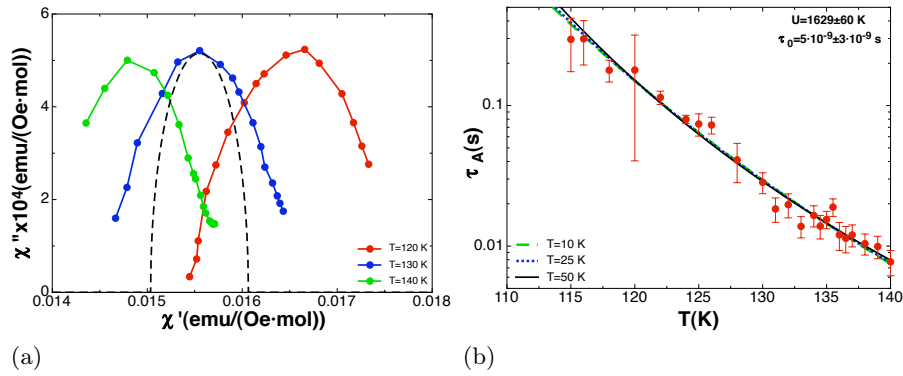 6
4
2
0
χ''x10⁴(emu/(Oe·mol))
T=120 K
T=130 K
T=140 K
0.014 0.015 0.016 0.017 0.018
χ'(emu/(Oe·mol))
(a)
U=1629±60 K
τ₀=5·10⁻⁹±3·10⁻⁹ s
0.1
0.01
τ_A(s)
T=10 K
T=25 K
T=50 K
110 115 120 125 130 135 140
T(K)
(b)